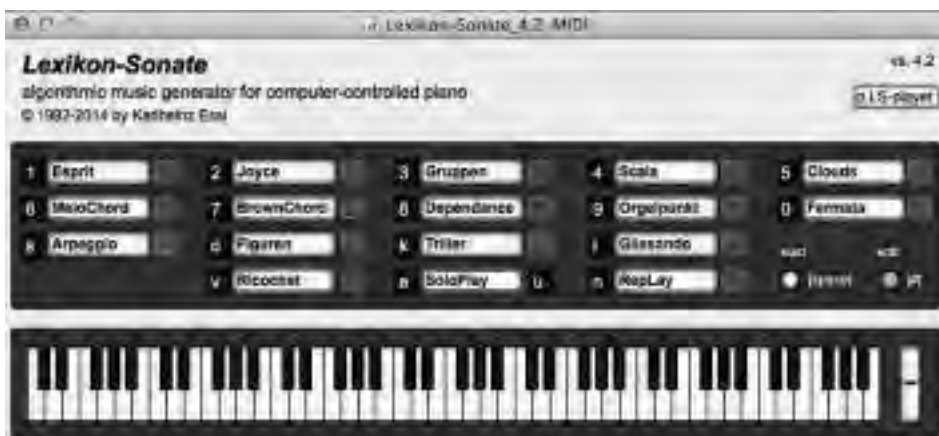 Lexikon-Sonate_4.2 MIDI
Lexikon-Sonate
vs. 4.2
algorithmic music generator for computer-controlled piano
p LS-player
© 1992-2014 by Karlheinz Essl
1 Esprit 2 Joyce 3 Gruppen 4 Scala 5 Clouds
6 MeloChord 7 BrownChord 8 Dependance 9 Orgelpunkt 0 Fermata
Arpeggio d Figuren k Triller Glissando
v Ricochet SoloPlay u n RepLay